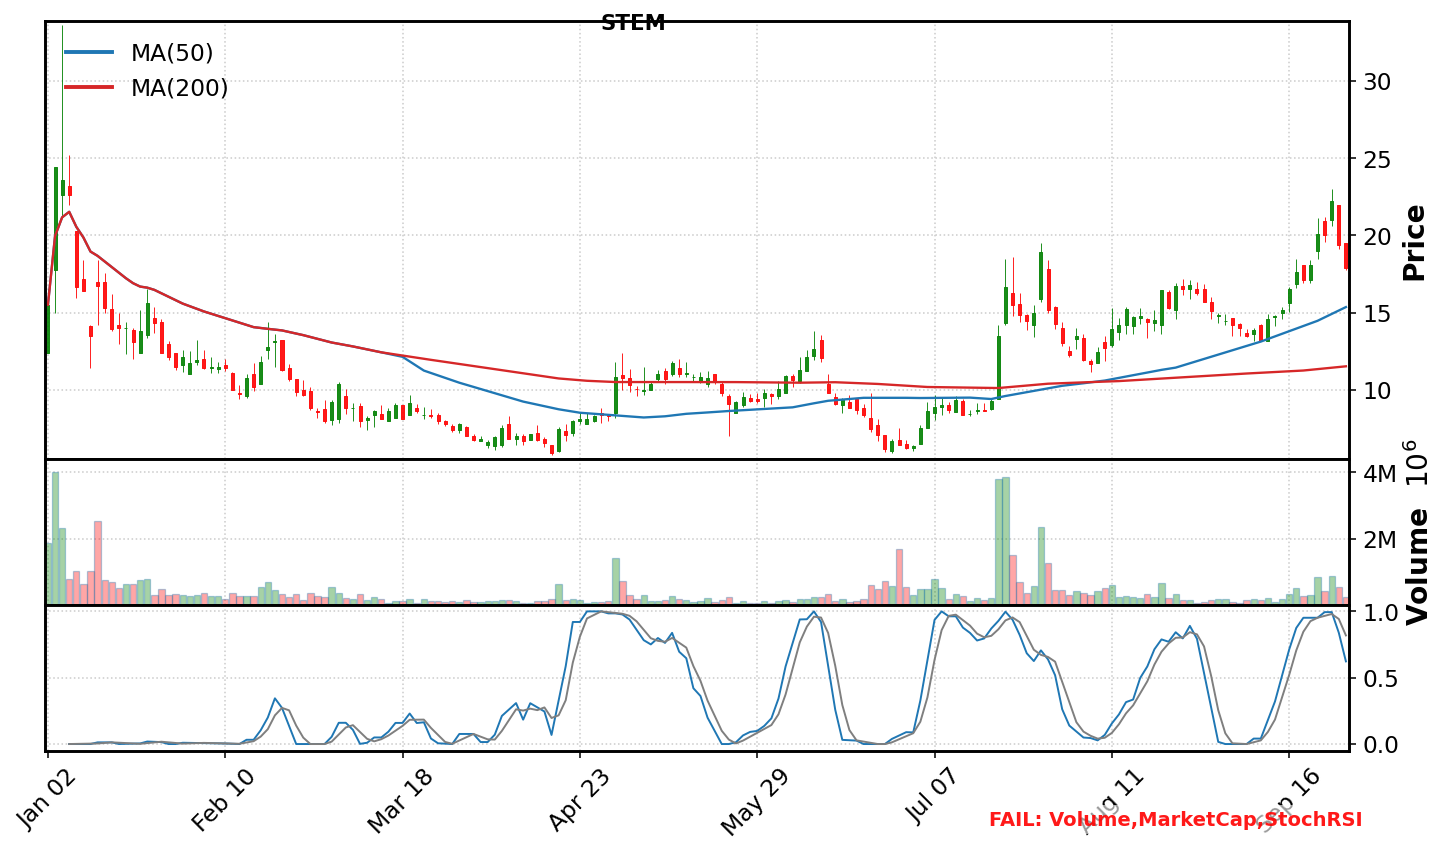 STEM
MA(50)
MA(200)
30
25
20
15
10
Price
4M
2M
Volume 10^6
1.0
0.5
0.0
Jan 02
Feb 10
Mar 18
Apr 23
May 29
Jul 07
Aug 11
Sep 16
FAIL: Volume,MarketCap,StochRSI